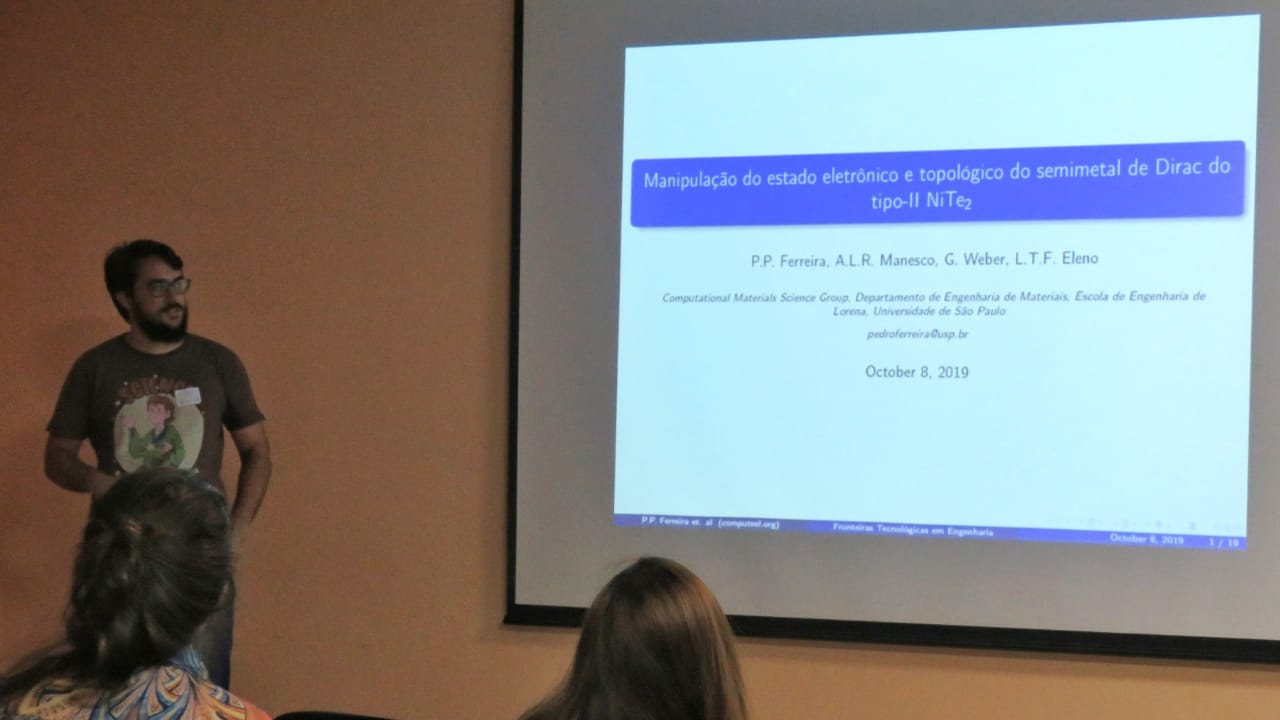 Manipulação do estado eletrônico e topológico do semimetal de Dirac do
tipo-II NiTe₂
P.P. Ferreira, A.L.R. Manesco, G. Weber, L.T.F. Eleno
Computational Materials Science Group, Departamento de Engenharia de Materiais, Escola de Engenharia de
Lorena, Universidade de São Paulo
pedroferreira@usp.br
October 8, 2019
SCIENCE
P.P. Ferreira et. al (computeel.org)
Fronteiras Tecnológicas em Engenharia
October 8, 2019
1 / 19